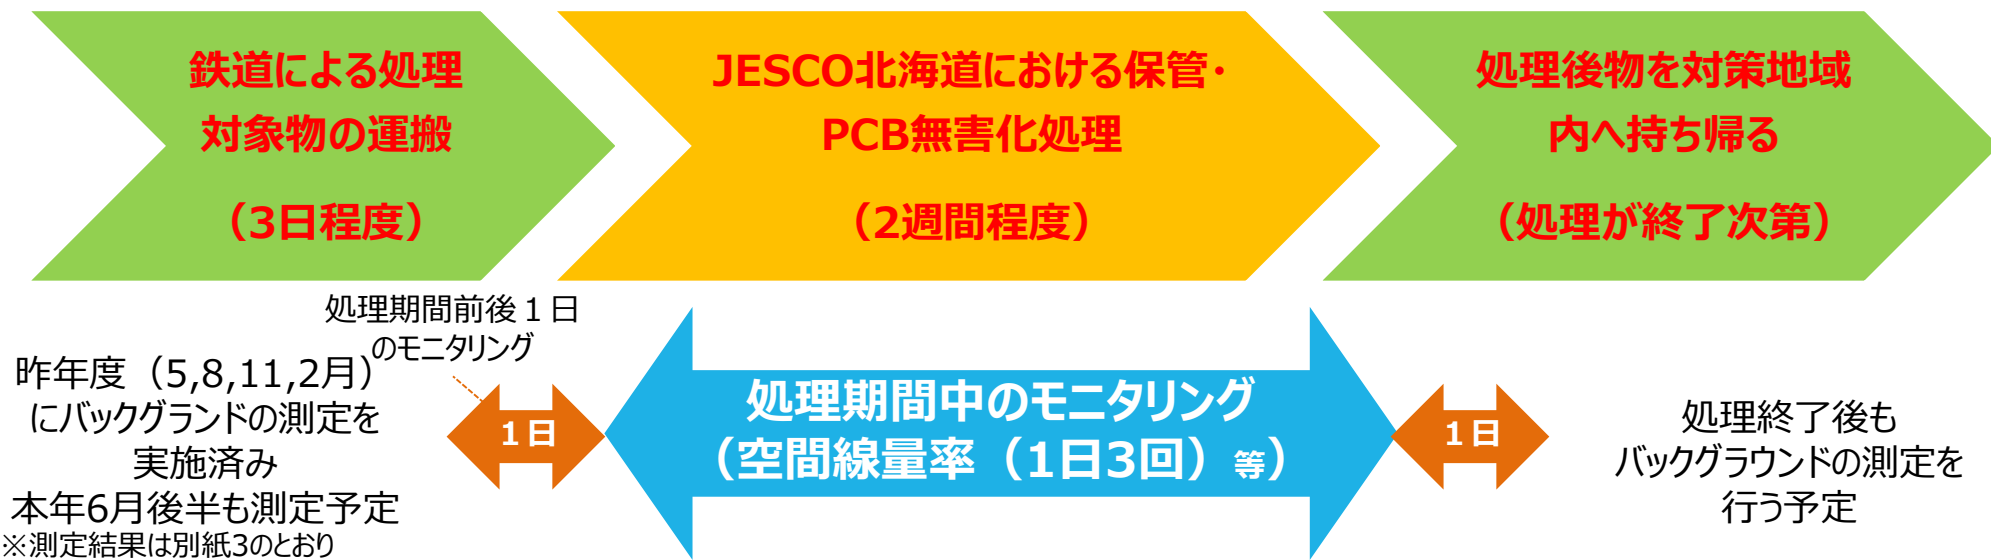 鉄道による処理
対象物の運搬
（3日程度）
JESCO北海道における保管・
PCB無害化処理
（2週間程度）
処理後物を対策地域
内へ持ち帰る
（処理が終了次第）
処理期間前後１日
のモニタリング
昨年度（5,8,11,2月）
にバックグランドの測定を
実施済み
本年6月後半も測定予定
※測定結果は別紙3のとおり
１日
処理期間中のモニタリング
（空間線量率（1日3回）等）
１日
処理終了後も
バックグラウンドの測定を
行う予定